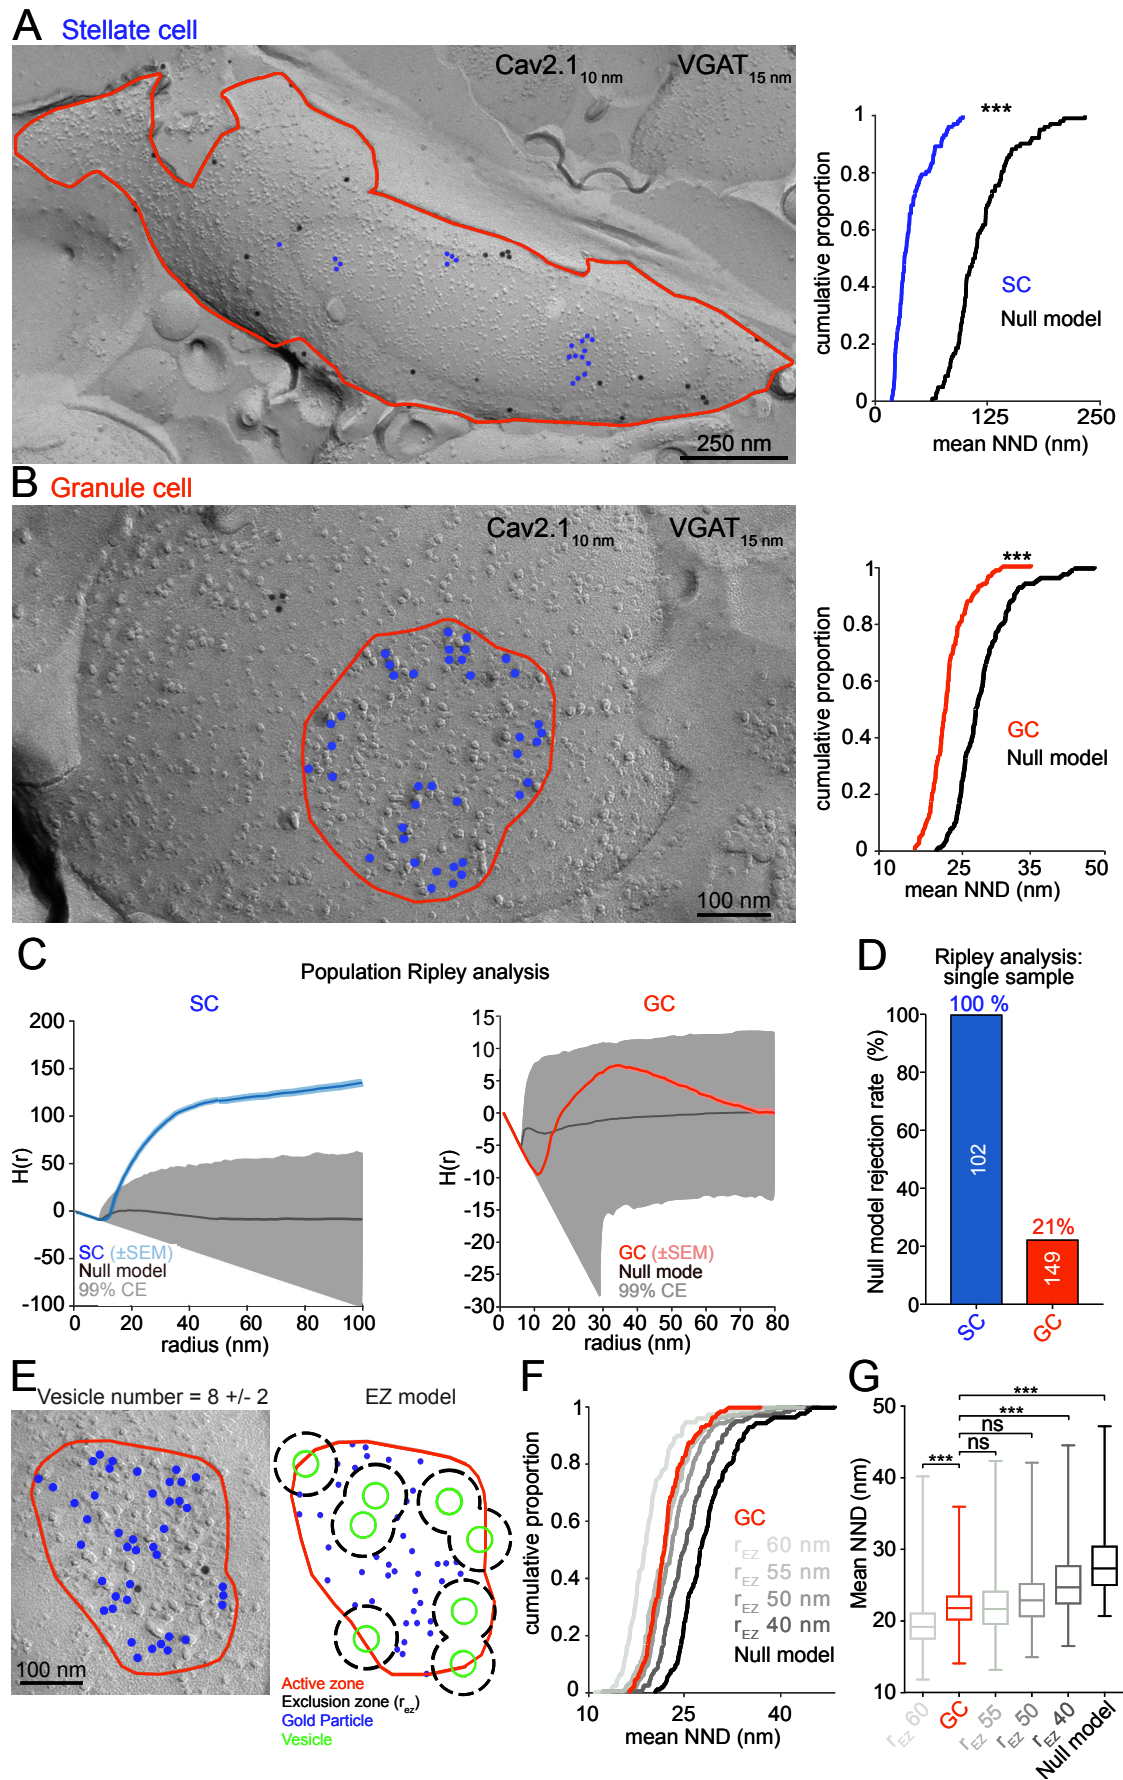 A Stellate cell
Cav2.1 10 nm VGAT 15 nm
250 nm
cumulative proportion
1
0.8
0.6
0.4
0.2
0
***
SC
Null model
0 125 250
mean NND (nm)
B Granule cell
Cav2.1 10 nm VGAT 15 nm
100 nm
cumulative proportion
1
0.8
0.6
0.4
0.2
0
***
GC
Null model
10 25 35 50
mean NND (nm)
C
Population Ripley analysis
SC
H(r)
200
150
100
50
0
-50
-100
SC (±SEM)
Null model
99% CE
0 20 40 60 80 100
radius (nm)
GC
H(r)
15
10
5
0
-5
-10
-15
-20
-25
-30
GC (±SEM)
Null mode
99% CE
0 10 20 30 40 50 60 70 80
radius (nm)
D
Ripley analysis:
single sample
Null model rejection rate (%)
100
80
60
40
20
0
100 %
102
21%
149
SC GC
E
Vesicle number = 8 +/- 2
100 nm
EZ model
Active zone
Exclusion zone (rez)
Gold Particle
Vesicle
F
cumulative proportion
1
0.8
0.6
0.4
0.2
0
GC
rEZ 60 nm
rEZ 55 nm
rEZ 50 nm
rEZ 40 nm
Null model
10 25 40
mean NND (nm)
G
Mean NND (nm)
50
40
30
20
10
***
***
ns
ns
***
rEZ 60 GC rEZ 55 rEZ 50 rEZ 40 Null model